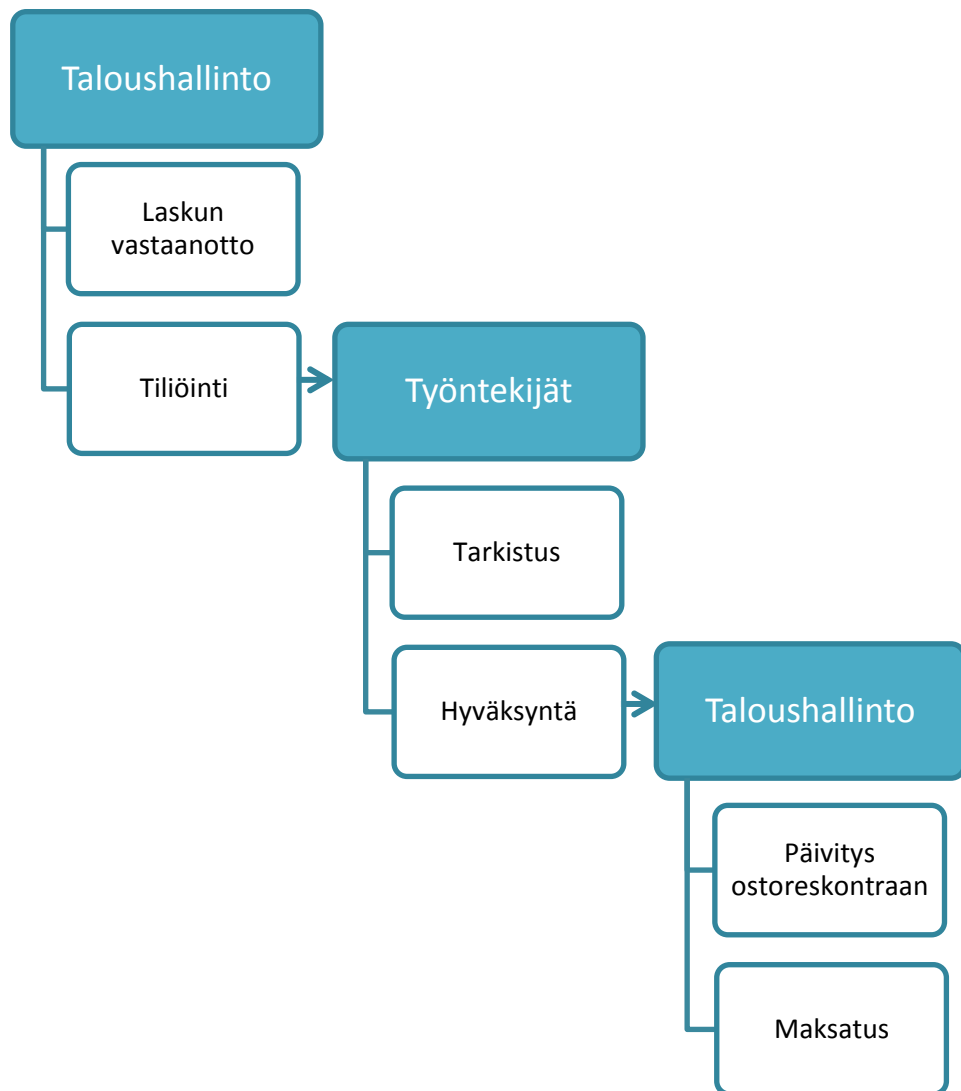 Taloushallinto
Laskun
vastaanotto
Tiliöinti
Työntekijät
Tarkistus
Hyväksyntä
Taloushallinto
Päivitys
ostoreskontraan
Maksatus